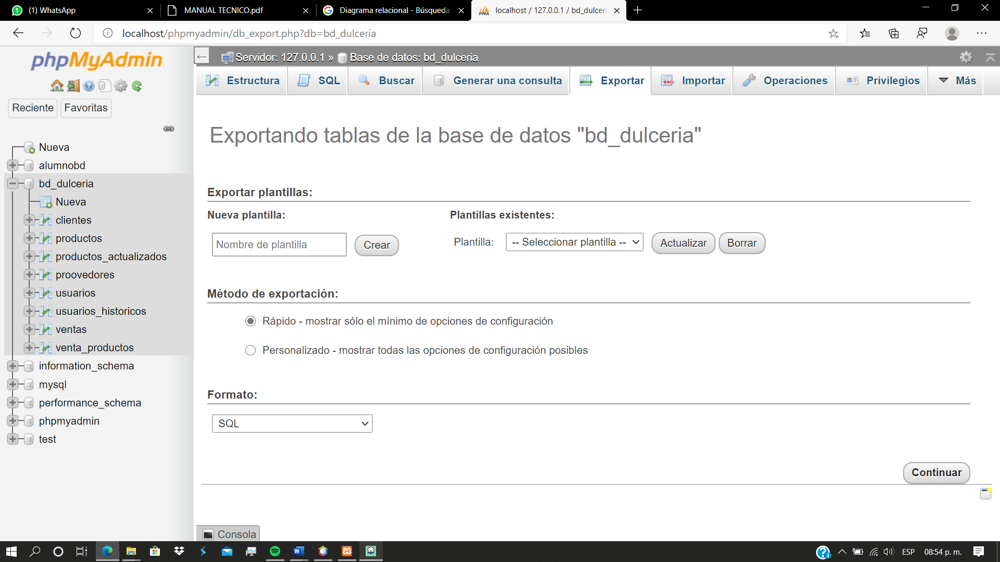 (1) WhatsApp
MANUAL TECNICO.pdf
Diagrama relacional - Búsqueda
localhost / 127.0.0.1 / bd_dulceri
localhost/phpmyadmin/db_export.php?db=bd_dulceria
phpMyAdmin
Reciente
Favoritas
Nueva
alumnobd
bd_dulceria
Nueva
clientes
productos
productos_actualizados
proovedores
usuarios
usuarios_historicos
ventas
venta_productos
information_schema
mysql
performance_schema
phpmyadmin
test
Servidor: 127.0.0.1 » Base de datos: bd_dulceria
Estructura
SQL
Buscar
Generar una consulta
Exportar
Importar
Operaciones
Privilegios
Más
Exportando tablas de la base de datos "bd_dulceria"
Exportar plantillas:
Nueva plantilla:
Nombre de plantilla
Crear
Plantillas existentes:
Plantilla:
-- Seleccionar plantilla --
Actualizar
Borrar
Método de exportación:
Rápido - mostrar sólo el mínimo de opciones de configuración
Personalizado - mostrar todas las opciones de configuración posibles
Formato:
SQL
Continuar
Consola
ESP
08:54 p. m.